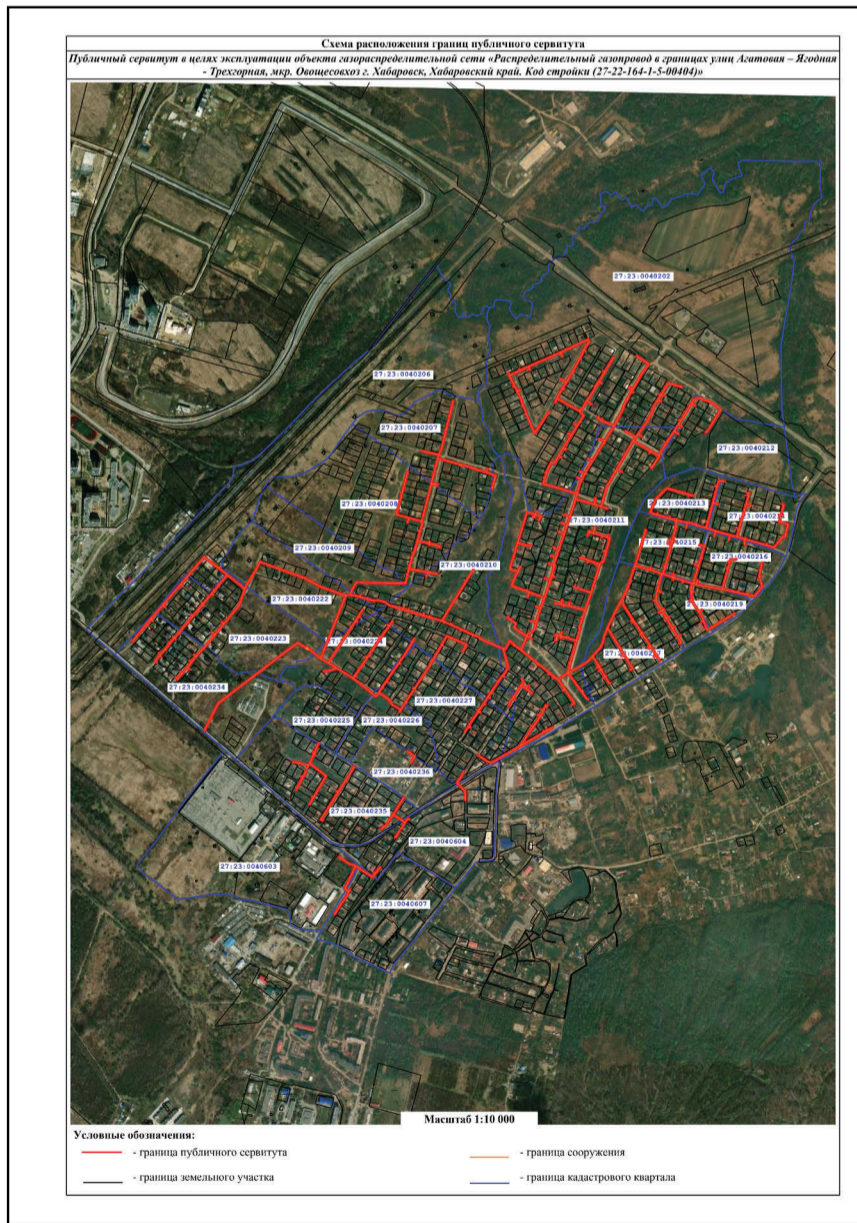 Схема расположения границ публичного сервитута
Публичный сервитут в целях эксплуатации объекта газораспределительной сети «Распределительный газопровод в границах улиц Агатовая – Ягодная
- Трехгорная, мкр. Овощесовхоз г. Хабаровск, Хабаровский край. Код стройки (27-22-164-1-5-00404)»
27:23:0040202
27:23:0040206
27:23:0040207
27:23:0040212
27:23:0040208
27:23:0040213
27:23:0040211
27:23:0040209
27:23:0040215
27:23:0040216
27:23:0040210
27:23:0040222
27:23:0040219
27:23:0040223
27:23:0040234
27:23:0040227
27:23:0040225
27:23:0040226
27:23:0040236
27:23:0040235
27:23:0040604
27:23:0040603
27:23:0040607
Масштаб 1:10 000
Условные обозначения:
- граница публичного сервитута
- граница сооружения
- граница земельного участка
- граница кадастрового квартала